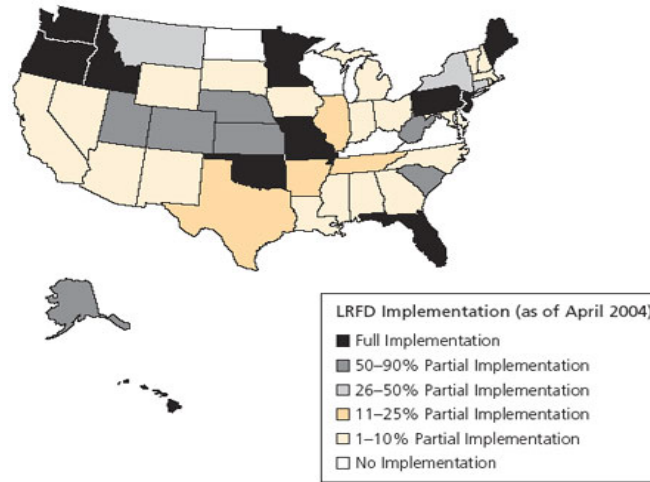 LRFD Implementation (as of April 2004)
Full Implementation
50–90% Partial Implementation
26–50% Partial Implementation
11–25% Partial Implementation
1–10% Partial Implementation
No Implementation